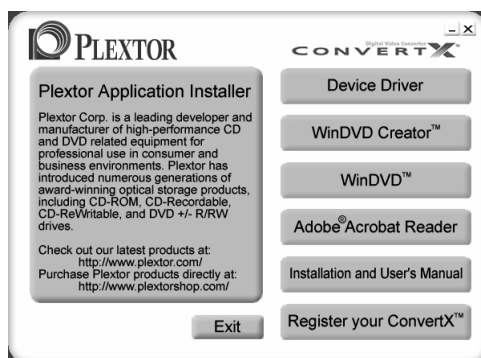 PLEXTOR
Digital Video Converter
CONVERTX™
Plextor Application Installer
Plextor Corp. is a leading developer and
manufacturer of high-performance CD
and DVD related equipment for
professional use in consumer and
business environments. Plextor has
introduced numerous generations of
award-winning optical storage products,
including CD-ROM, CD-Recordable,
CD-ReWritable, and DVD +/- R/RW
drives.
Check out our latest products at:
http://www.plextor.com/
Purchase Plextor products directly at:
http://www.plextorshop.com/
Exit
Device Driver
WinDVD Creator™
WinDVD™
Adobe® Acrobat Reader
Installation and User's Manual
Register your ConvertX™